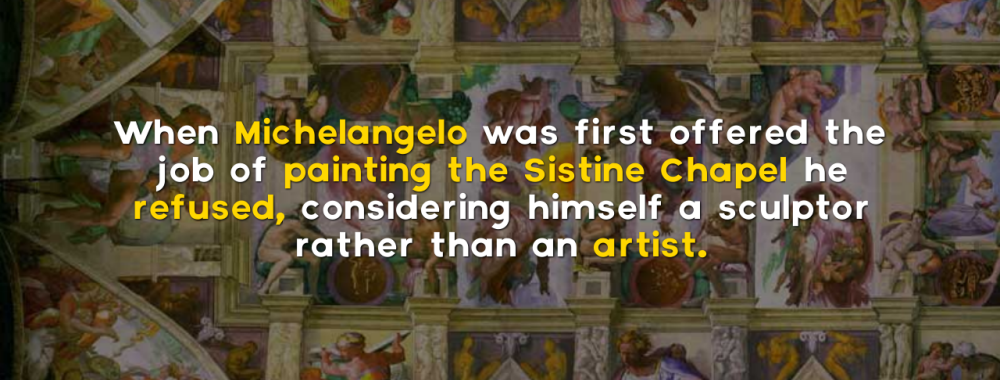 When Michelangelo was first offered the
job of painting the Sistine Chapel he
refused, considering himself a sculptor
rather than an artist.